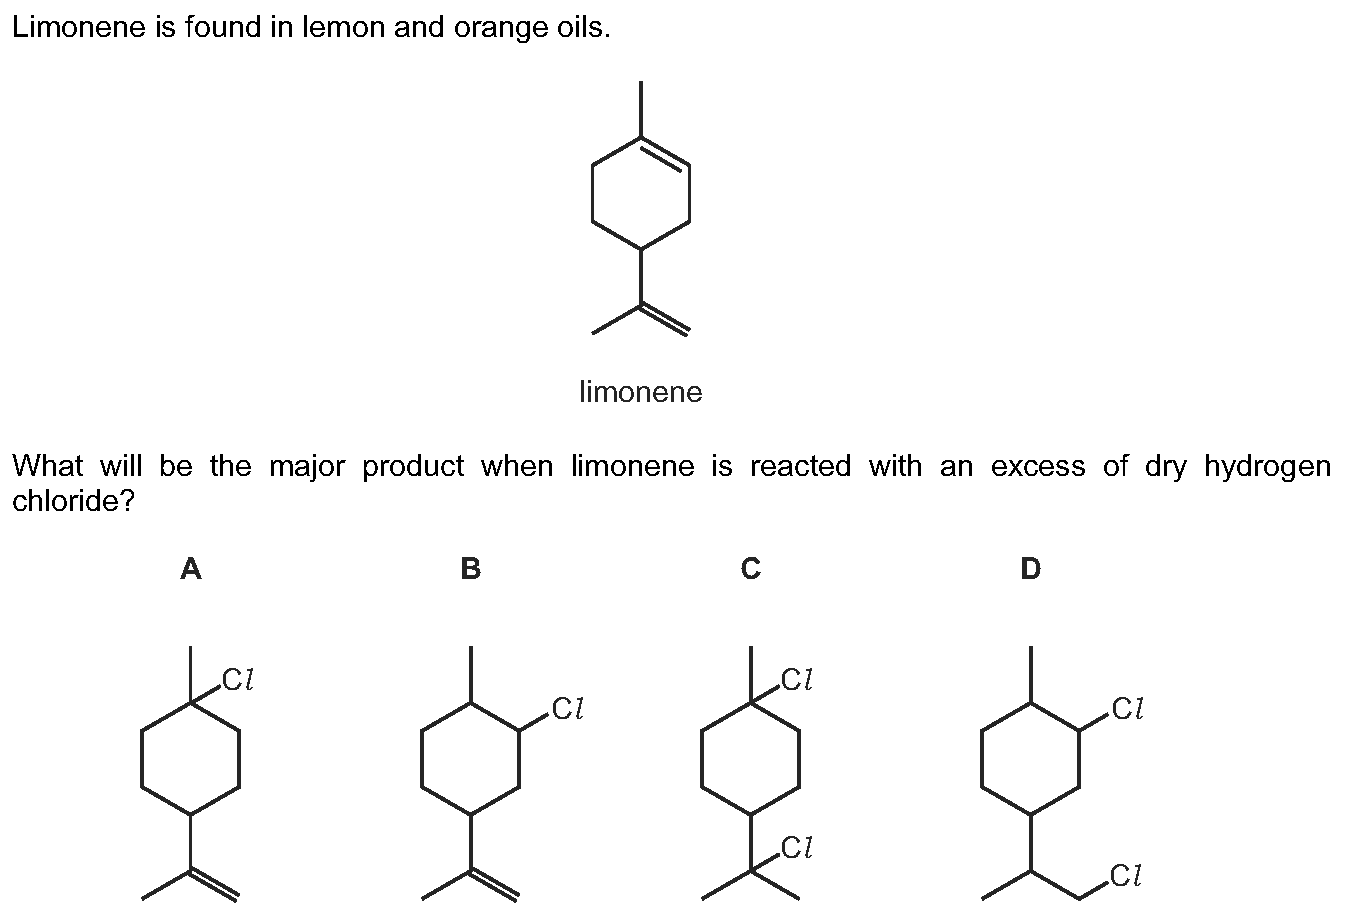 Limonene is found in lemon and orange oils.
limonene
What will be the major product when limonene is reacted with an excess of dry hydrogen
chloride?
A B C D
Cl Cl Cl Cl
Cl Cl